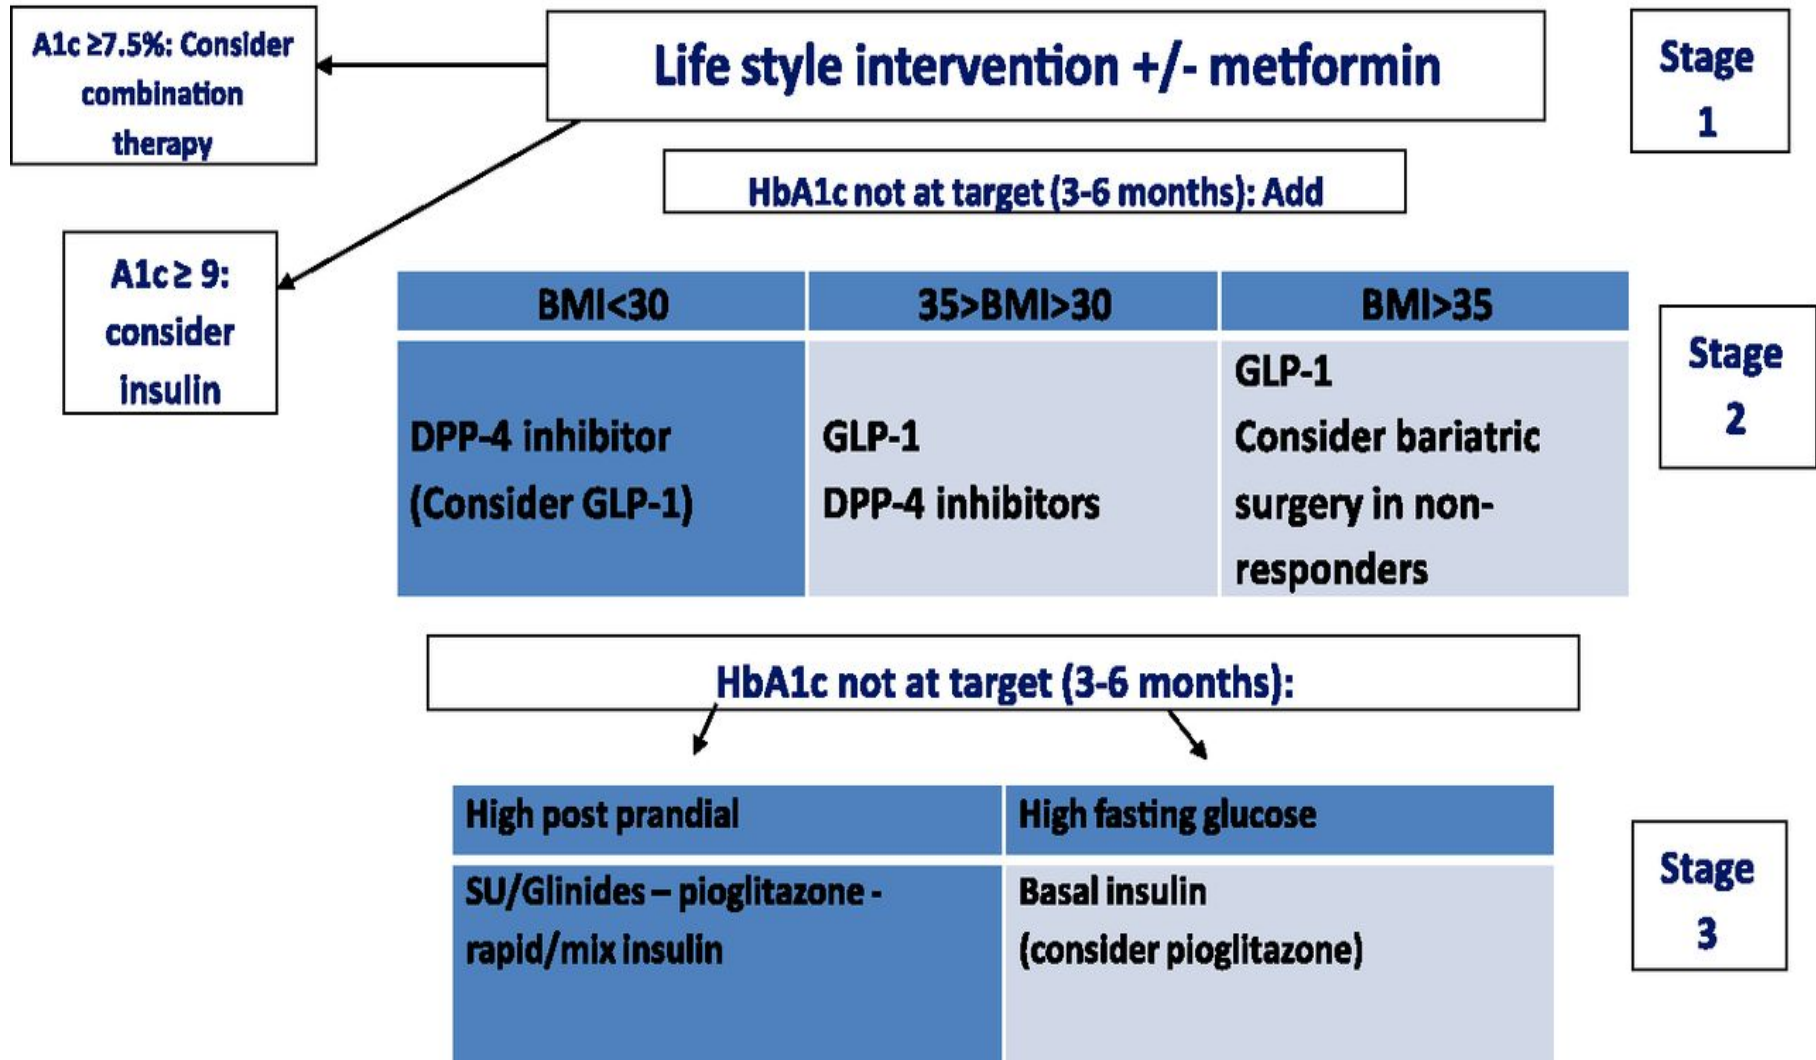 A1c ≥7.5%: Consider
combination
therapy
Life style intervention +/- metformin
Stage
1
HbA1c not at target (3-6 months): Add
A1c ≥ 9:
consider
insulin
BMI<30
35>BMI>30
BMI>35
DPP-4 inhibitor
(Consider GLP-1)
GLP-1
DPP-4 inhibitors
GLP-1
Consider bariatric
surgery in non-
responders
Stage
2
HbA1c not at target (3-6 months):
High post prandial
High fasting glucose
SU/Glinides – pioglitazone -
rapid/mix insulin
Basal insulin
(consider pioglitazone)
Stage
3